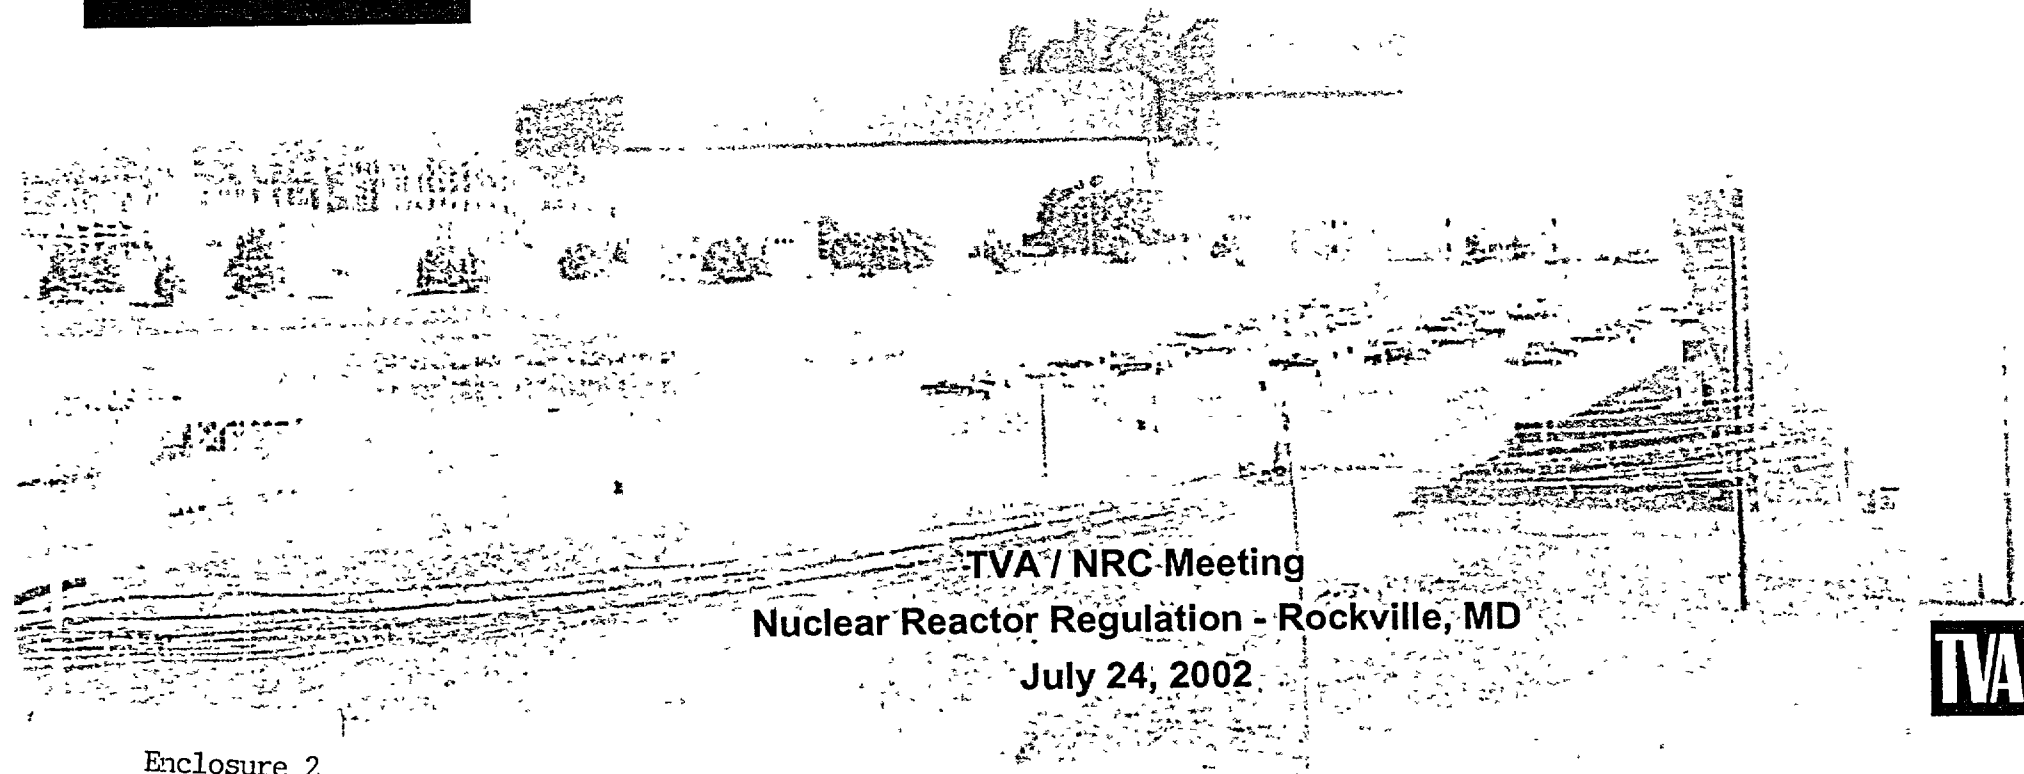 TVA / NRC Meeting
Nuclear Reactor Regulation - Rockville, MD
July 24, 2002
TVA
Enclosure 2